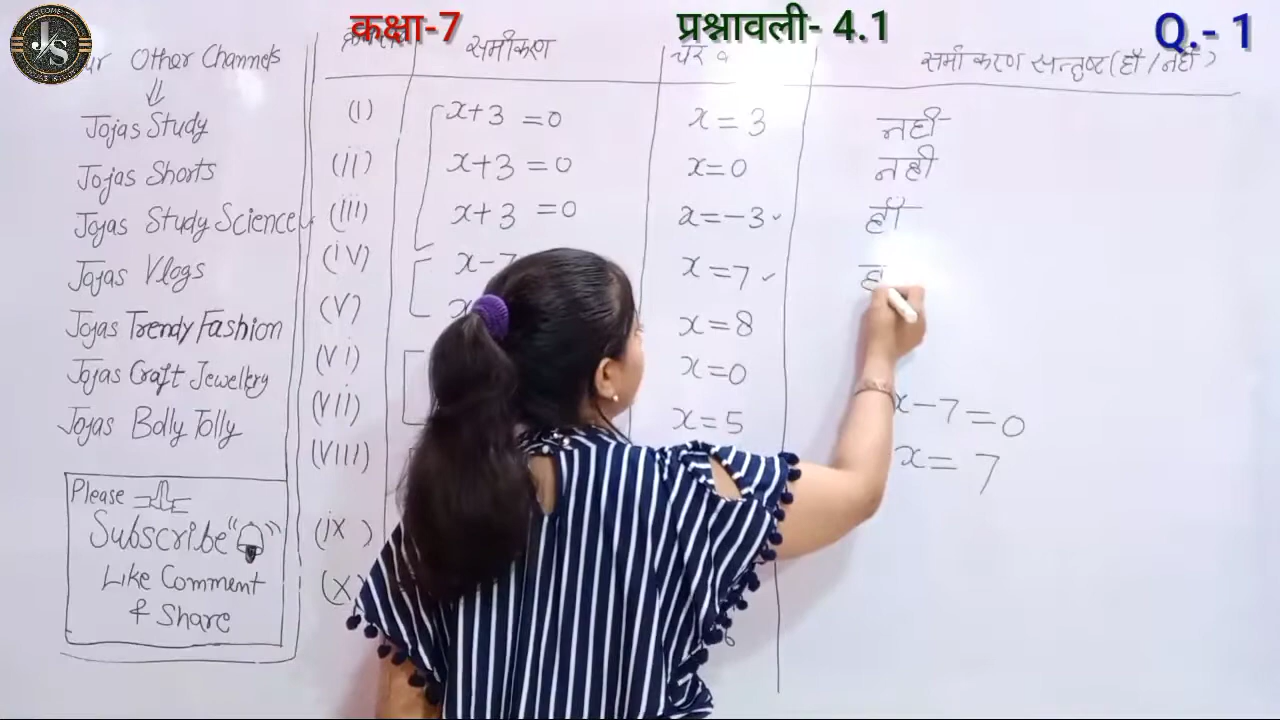 कक्षा-7
प्रश्नावली- 4.1
Q.- 1
J/S
Other Channels
Jojas Study
Jojas Shorts
Jojas Study Science
Jojas Vlogs
Jojas Trendy Fashion
Jojas Craft Jewellery
Jojas Bolly Tolly
Please
Subscribe
Like Comment
& Share
समीकरण
चर
समीकरण सन्तुष्ट (हाँ / नहीं)
(i) x+3 =0 x = 3 नहीं
(ii) x+3 =0 x=0 नहीं
(iii) x+3 =0 x=-3 हाँ
(iv) x-7 x=7
(v) x=8
(vi) x=0
(vii) x=5
(viii)
(ix)
(x)
x-7=0
x= 7